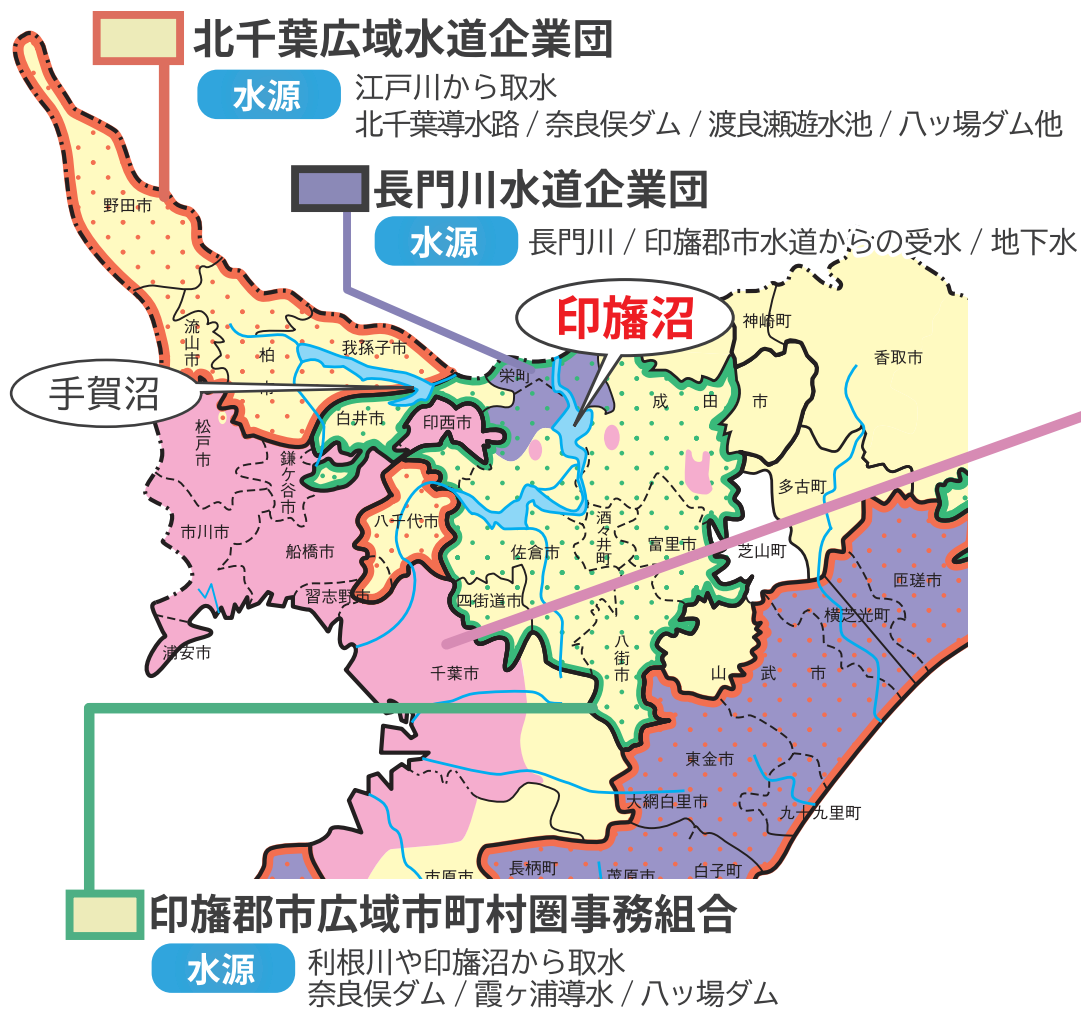 北千葉広域水道企業団
水源
江戸川から取水
北千葉導水路 / 奈良俣ダム / 渡良瀬遊水池 / 八ッ場ダム他
長門川水道企業団
水源
長門川 / 印旛郡市水道からの受水 / 地下水
野田市
印旛沼
神崎町
流山市
柏市
我孫子市
香取市
手賀沼
栄町
成田市
白井市
印西市
松戸市
鎌ケ谷市
多古町
市川市
船橋市
八千代市
佐倉市
酒々井町
富里市
芝山町
匝瑳市
習志野市
四街道市
横芝光町
浦安市
千葉市
八街市
山武市
東金市
大網白里市
九十九里町
市原市
長柄町
茂原市
白子町
印旛郡市広域市町村圏事務組合
水源
利根川や印旛沼から取水
奈良俣ダム / 霞ヶ浦導水 / 八ッ場ダム